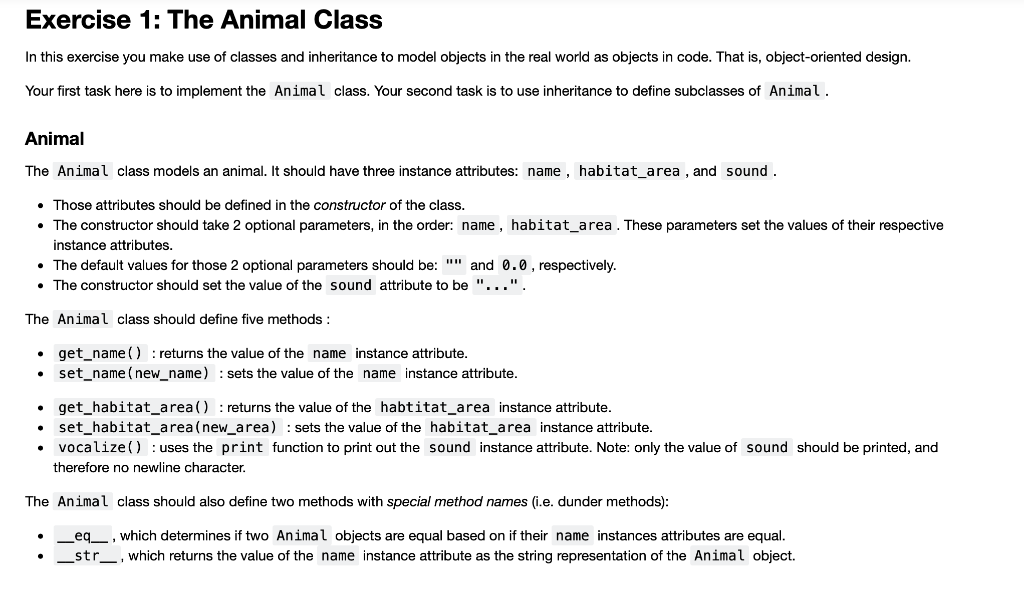 Exercise 1: The Animal Class
In this exercise you make use of classes and inheritance to model objects in the real world as objects in code. That is, object-oriented design.
Your first task here is to implement the Animal class. Your second task is to use inheritance to define subclasses of Animal .
Animal
The Animal class models an animal. It should have three instance attributes: name , habitat_area , and sound .
• Those attributes should be defined in the constructor of the class.
• The constructor should take 2 optional parameters, in the order: name , habitat_area . These parameters set the values of their respective
instance attributes.
• The default values for those 2 optional parameters should be: "" and 0.0 , respectively.
• The constructor should set the value of the sound attribute to be "..." .
The Animal class should define five methods :
• get_name() : returns the value of the name instance attribute.
• set_name(new_name) : sets the value of the name instance attribute.
• get_habitat_area() : returns the value of the habtitat_area instance attribute.
• set_habitat_area(new_area) : sets the value of the habitat_area instance attribute.
• vocalize() : uses the print function to print out the sound instance attribute. Note: only the value of sound should be printed, and
therefore no newline character.
The Animal class should also define two methods with special method names (i.e. dunder methods):
• __eq__ , which determines if two Animal objects are equal based on if their name instances attributes are equal.
• __str__ , which returns the value of the name instance attribute as the string representation of the Animal object.